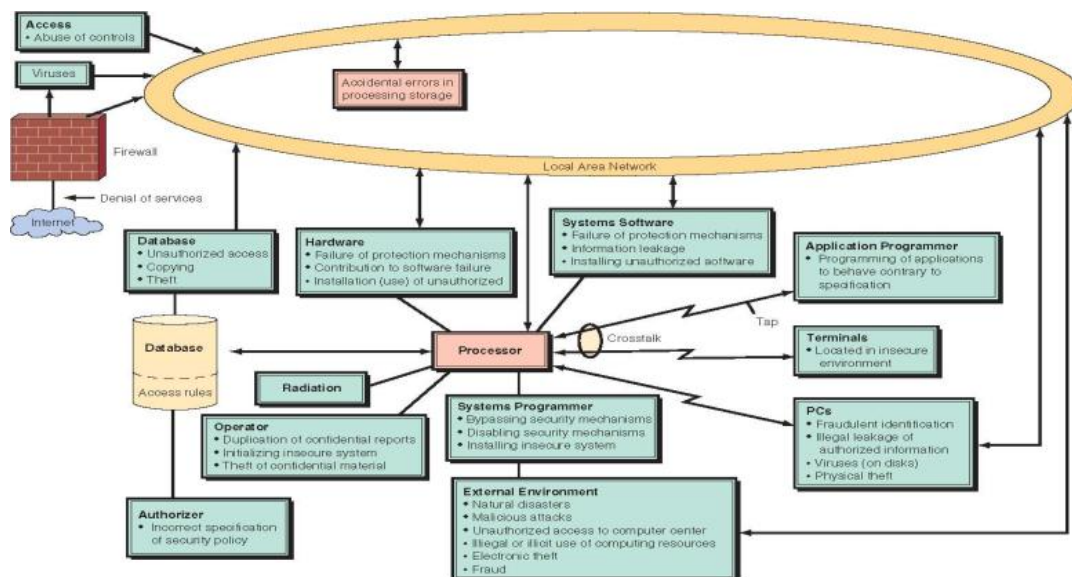 Access
• Abuse of controls
Viruses
Accidental errors in
processing storage
Firewall
Local Area Network
Denial of services
Internet
Database
• Unauthorized access
• Copying
• Theft
Hardware
• Failure of protection mechanisms
• Contribution to software failure
• Installation (use) of unauthorized
Systems Software
• Failure of protection mechanisms
• Information leakage
• Installing unauthorized software
Application Programmer
• Programming of applications
to behave contrary to
specification
Tap
Crosstalk
Database
Access rules
Processor
Terminals
• Located in insecure
environment
Radiation
Operator
• Duplication of confidential reports
• Initializing insecure system
• Theft of confidential material
Systems Programmer
• Bypassing security mechanisms
• Disabling security mechanisms
• Installing insecure system
PCs
• Fraudulent identification
• Illegal leakage of
authorized information
• Viruses (on disks)
• Physical theft
Authorizer
• Incorrect specification
of security policy
External Environment
• Natural disasters
• Malicious attacks
• Unauthorized access to computer center
• Illegal or illicit use of computing resources
• Electronic theft
• Fraud